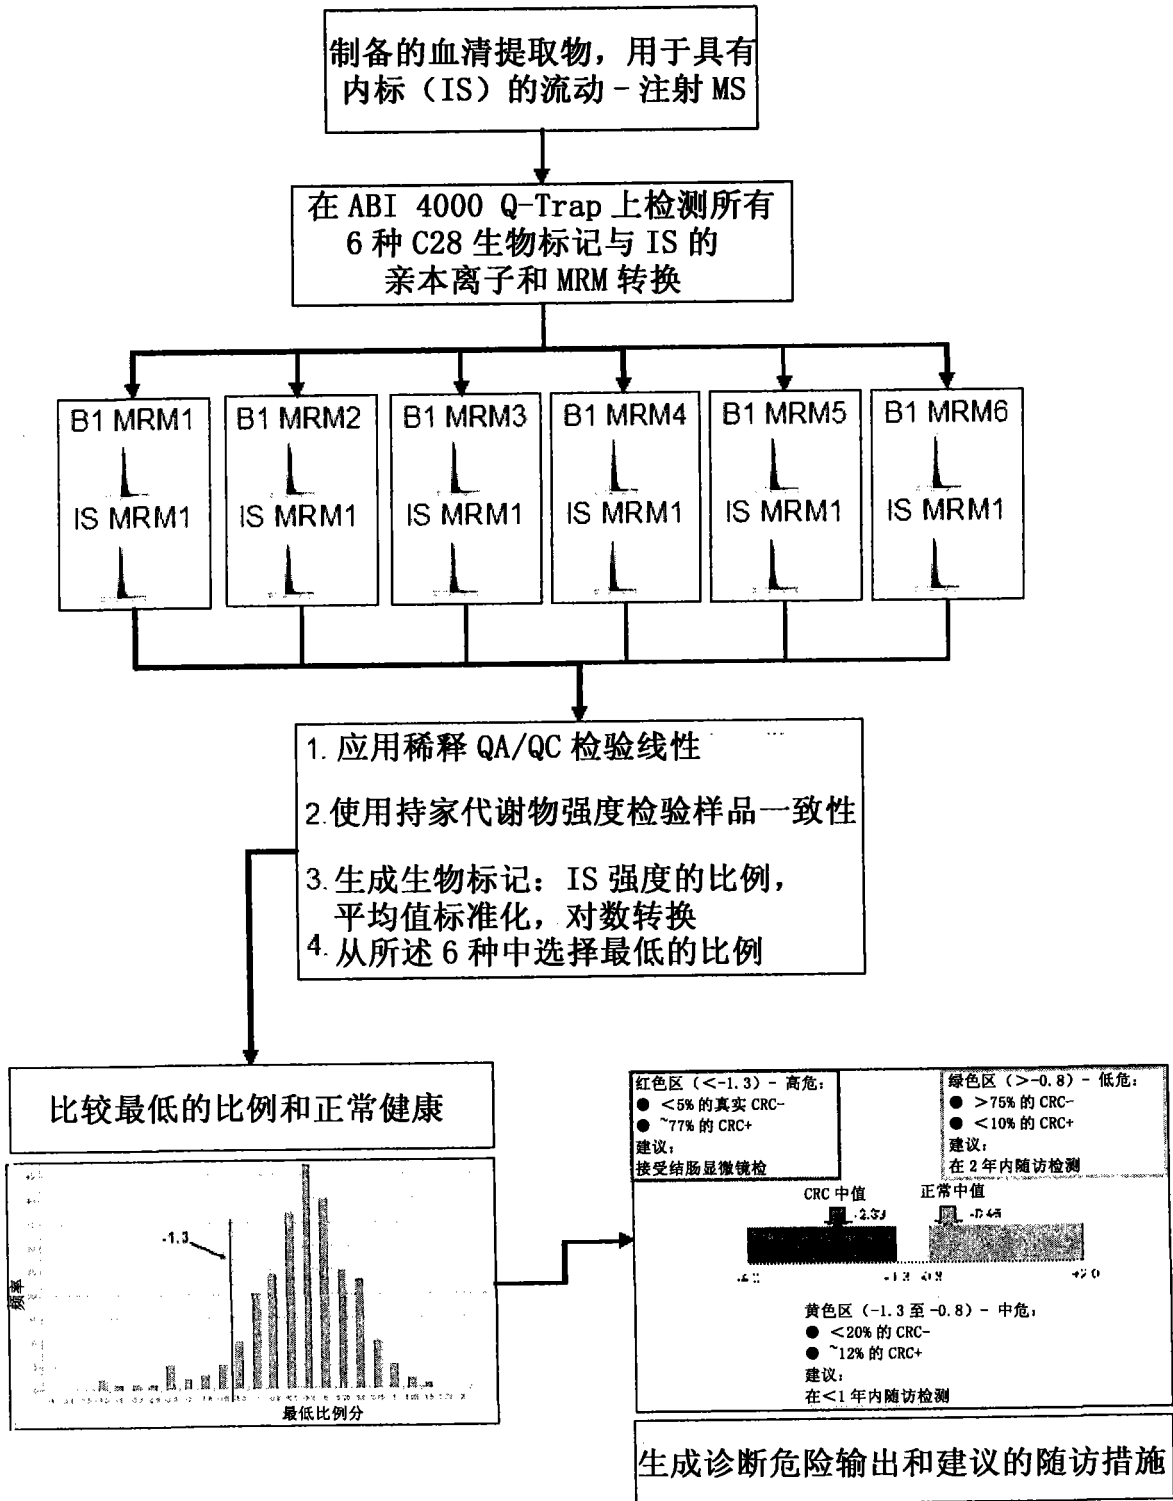 制备的血清提取物，用于具有
内标（IS）的流动－注射 MS
在 ABI 4000 Q-Trap 上检测所有
6 种 C28 生物标记与 IS 的
亲本离子和 MRM 转换
B1 MRM1
IS MRM1
B1 MRM2
IS MRM1
B1 MRM3
IS MRM1
B1 MRM4
IS MRM1
B1 MRM5
IS MRM1
B1 MRM6
IS MRM1
1. 应用稀释 QA/QC 检验线性
2. 使用持家代谢物强度检验样品一致性
3. 生成生物标记：IS 强度的比例，
平均值标准化，对数转换
4. 从所述 6 种中选择最低的比例
比较最低的比例和正常健康
-1.3
频率
最低比例分
红色区（<-1.3）- 高危：
● <5% 的真实 CRC-
● ~77% 的 CRC+
建议：
接受结肠显微镜检
绿色区（>-0.8）- 低危：
● >75% 的 CRC-
● <10% 的 CRC+
建议：
在 2 年内随访检测
CRC 中值
正常中值
黄色区（-1.3 至 -0.8）- 中危：
● <20% 的 CRC-
● ~12% 的 CRC+
建议：
在<1 年内随访检测
生成诊断危险输出和建议的随访措施